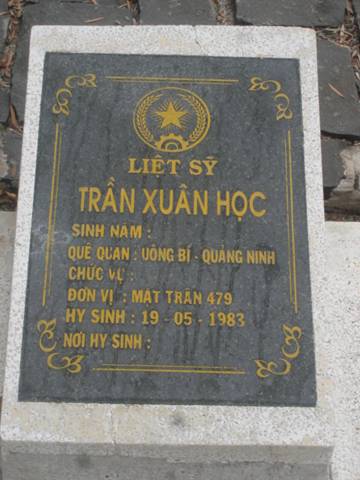 LIỆT SỸ
TRẦN XUÂN HỌC
SINH NĂM :
QUÊ QUÁN : UÔNG BÍ - QUẢNG NINH
CHỨC VỤ :
ĐƠN VỊ : MẶT TRẬN 479
HY SINH : 19 - 05 - 1983
NƠI HY SINH :